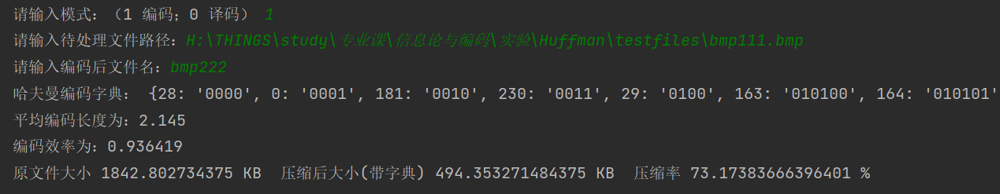 请输入模式：（1 编码；0 译码） 1
请输入待处理文件路径：H:\THINGS\study\专业课\信息论与编码\实验\Huffman\testfiles\bmp111.bmp
请输入编码后文件名：bmp222
哈夫曼编码字典： {28: '0000', 0: '0001', 181: '0010', 230: '0011', 29: '0100', 163: '010100', 164: '010101'
平均编码长度为：2.145
编码效率为：0.936419
原文件大小 1842.802734375 KB  压缩后大小(带字典) 494.353271484375 KB  压缩率 73.17383666396401 %